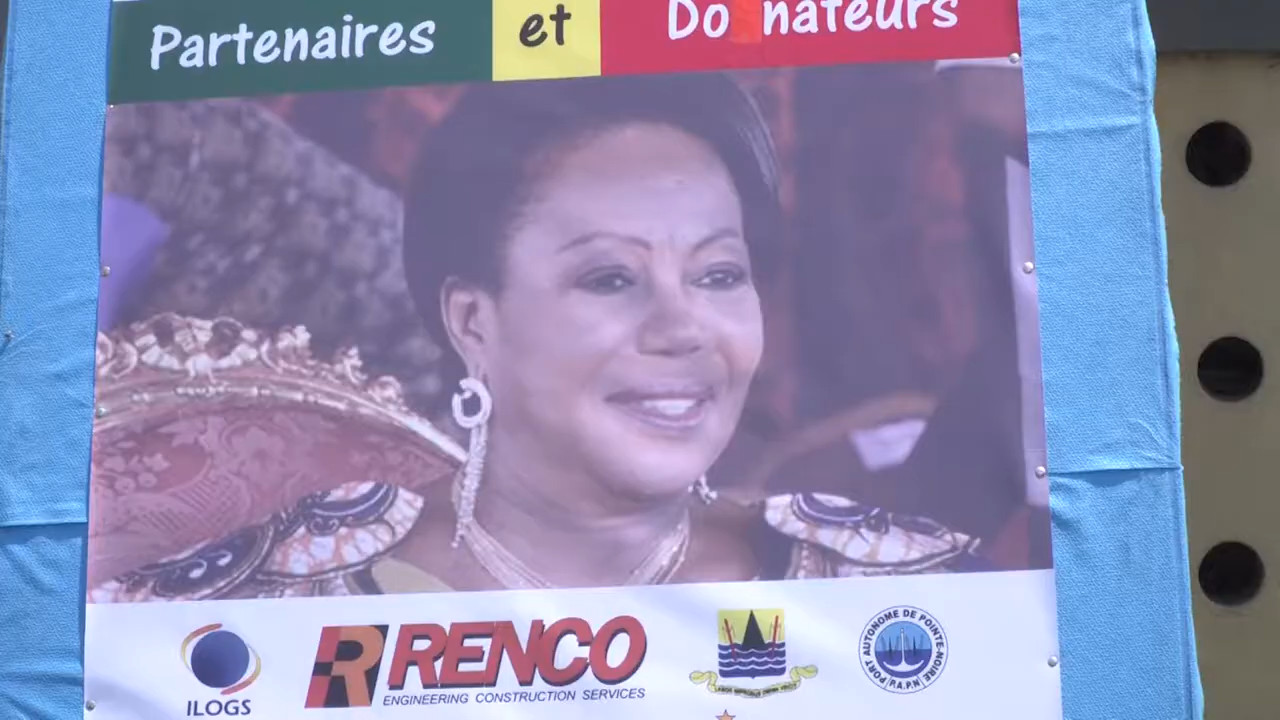 Partenaires et Donateurs
ILOGS
RENCO
ENGINEERING CONSTRUCTION SERVICES
PORT AUTONOME DE POINTE-NOIRE
P.A.P.N